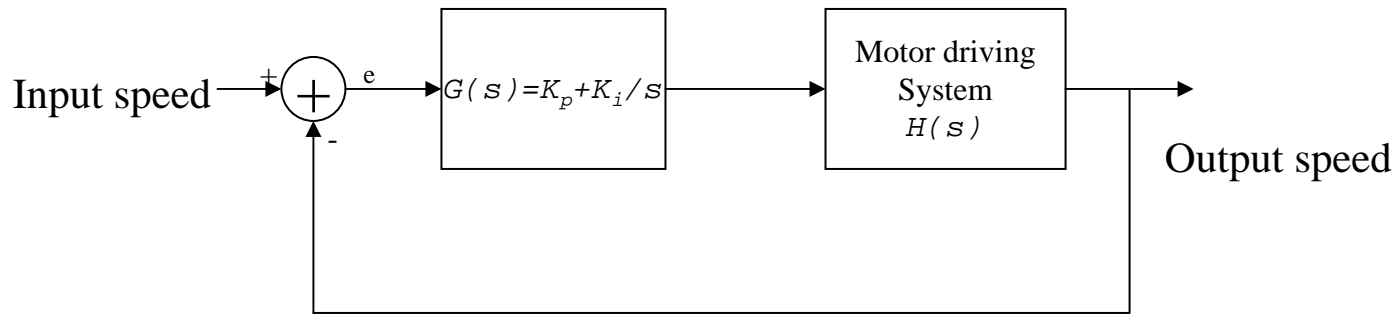 Input speed
+
+
-
e
G(s)=Kp+Ki/s
Motor driving
System
H(s)
Output speed